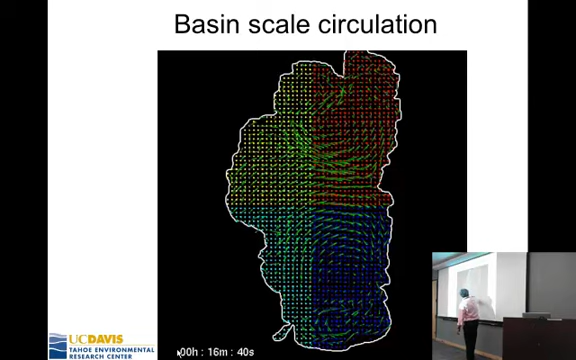 Basin scale circulation
00h : 16m : 40s
UCDAVIS
TAHOE ENVIRONMENTAL
RESEARCH CENTER